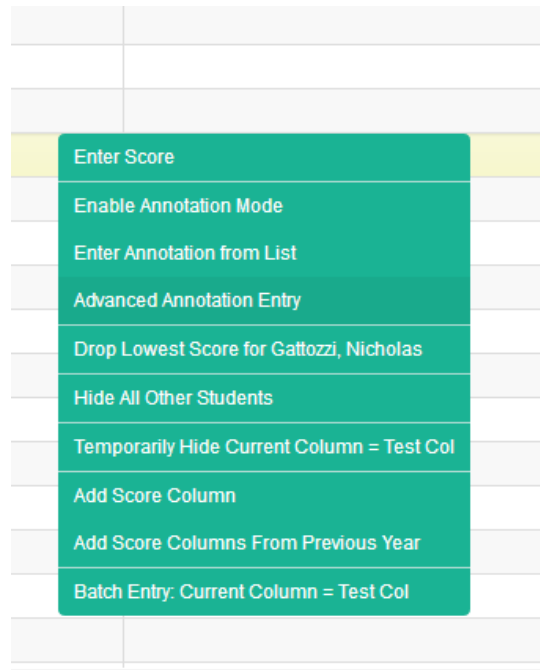 Enter Score
Enable Annotation Mode
Enter Annotation from List
Advanced Annotation Entry
Drop Lowest Score for Gattozzi, Nicholas
Hide All Other Students
Temporarily Hide Current Column = Test Col
Add Score Column
Add Score Columns From Previous Year
Batch Entry: Current Column = Test Col